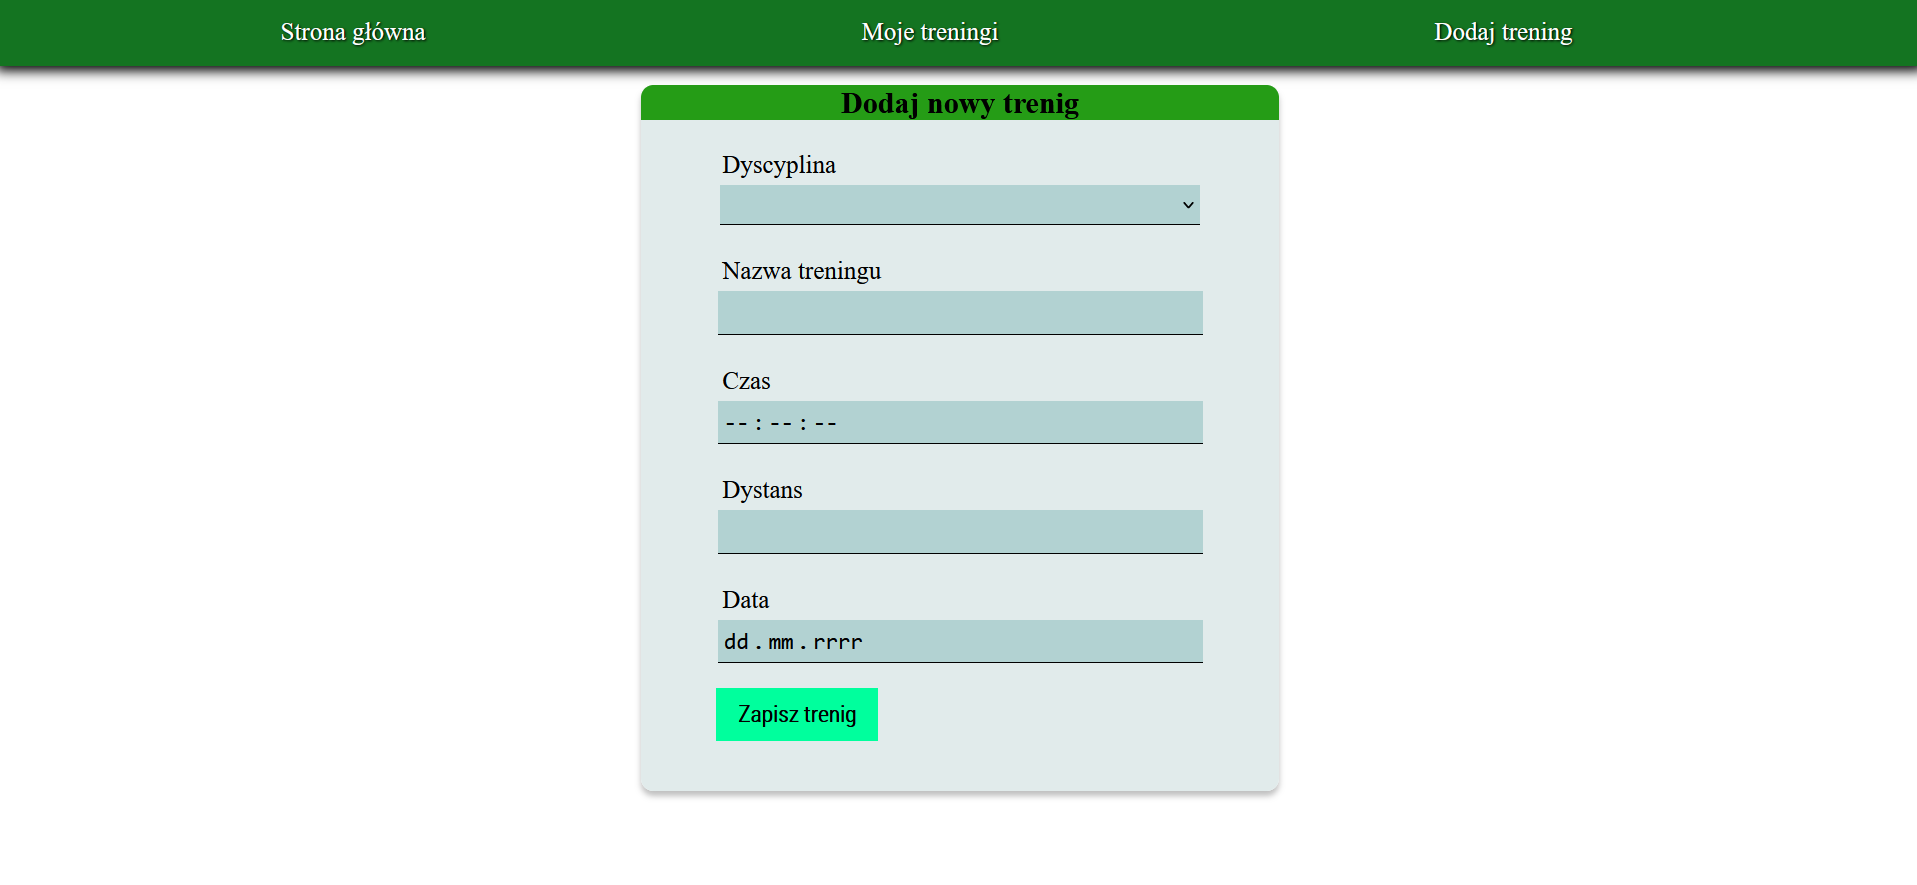 Strona główna Moje treningi Dodaj trening
Dodaj nowy trenig
Dyscyplina
Nazwa treningu
Czas
--:--:--
Dystans
Data
dd.mm.rrrr
Zapisz trenig